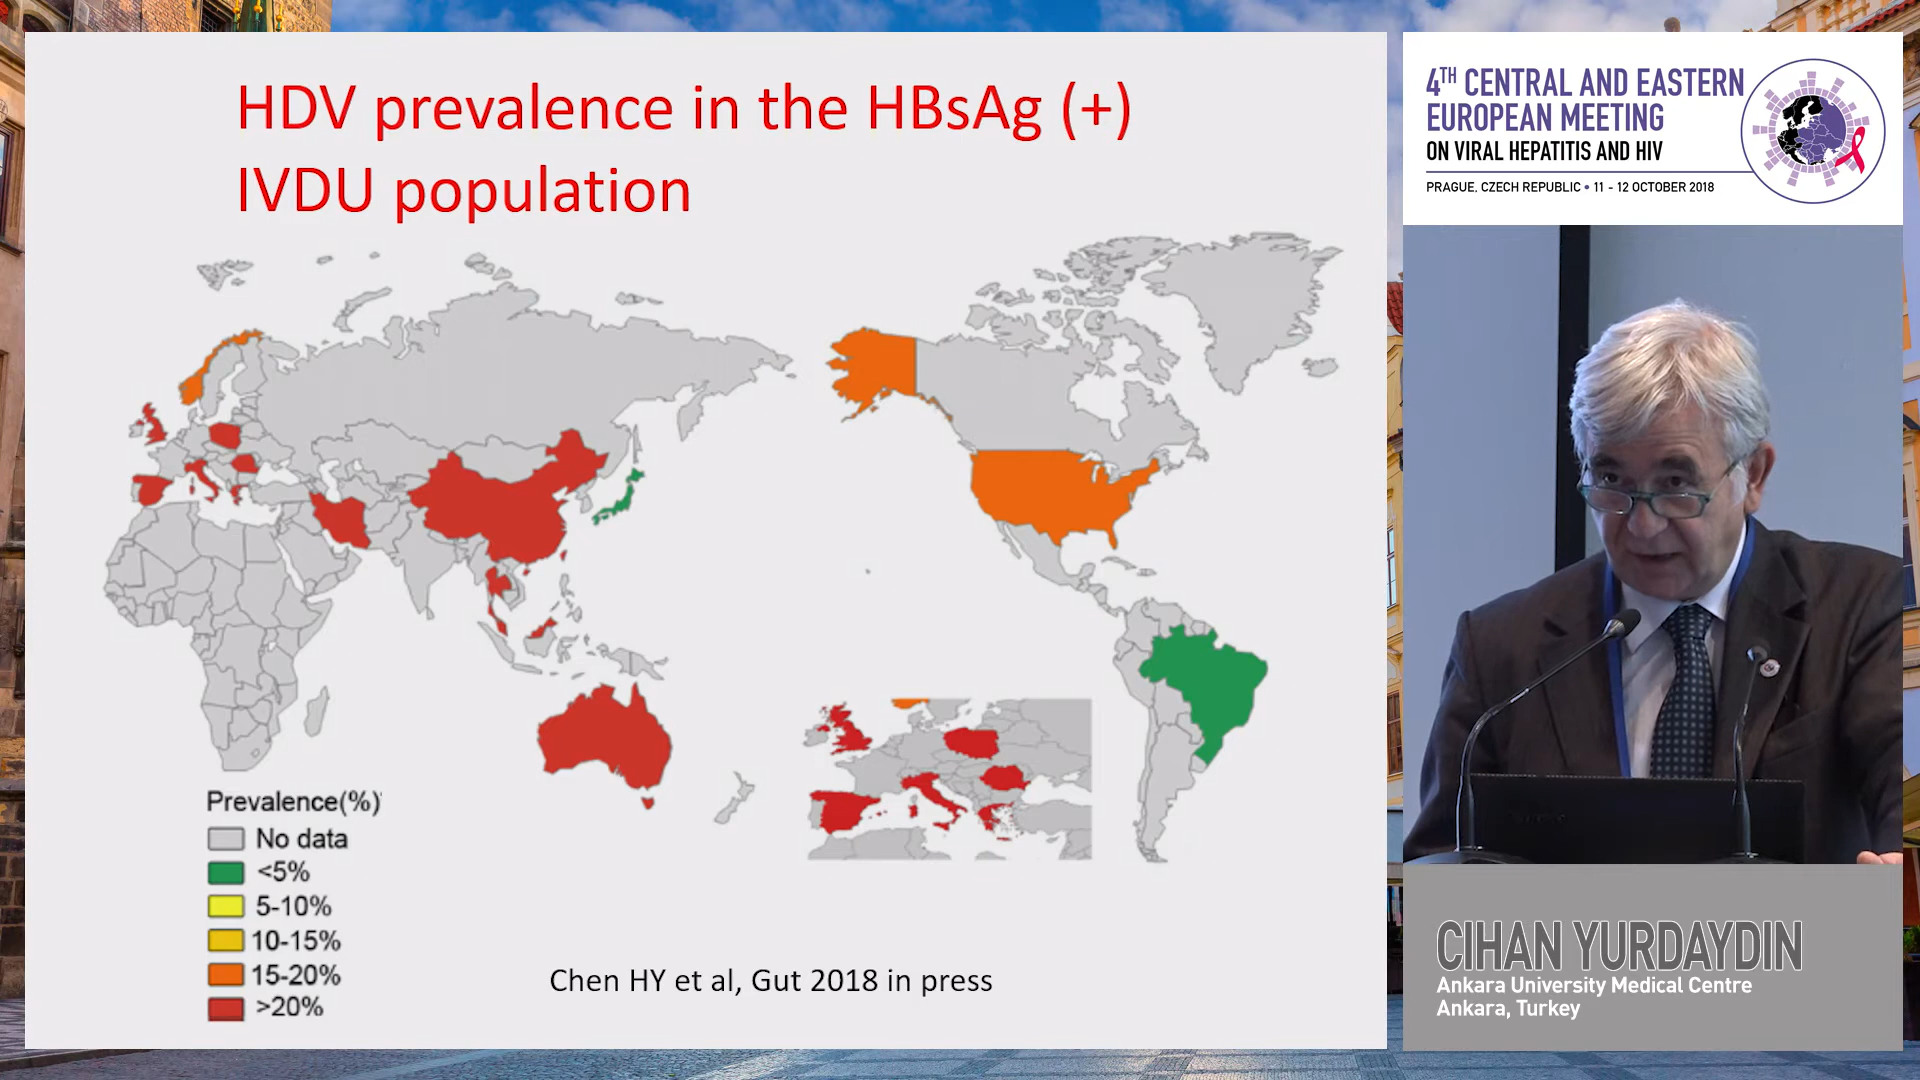 HDV prevalence in the HBsAg (+)
IVDU population
Prevalence(%)
No data
<5%
5-10%
10-15%
15-20%
>20%
Chen HY et al, Gut 2018 in press
4TH CENTRAL AND EASTERN
EUROPEAN MEETING
ON VIRAL HEPATITIS AND HIV
PRAGUE, CZECH REPUBLIC • 11 - 12 OCTOBER 2018
CIHAN YURDAYDIN
Ankara University Medical Centre
Ankara, Turkey